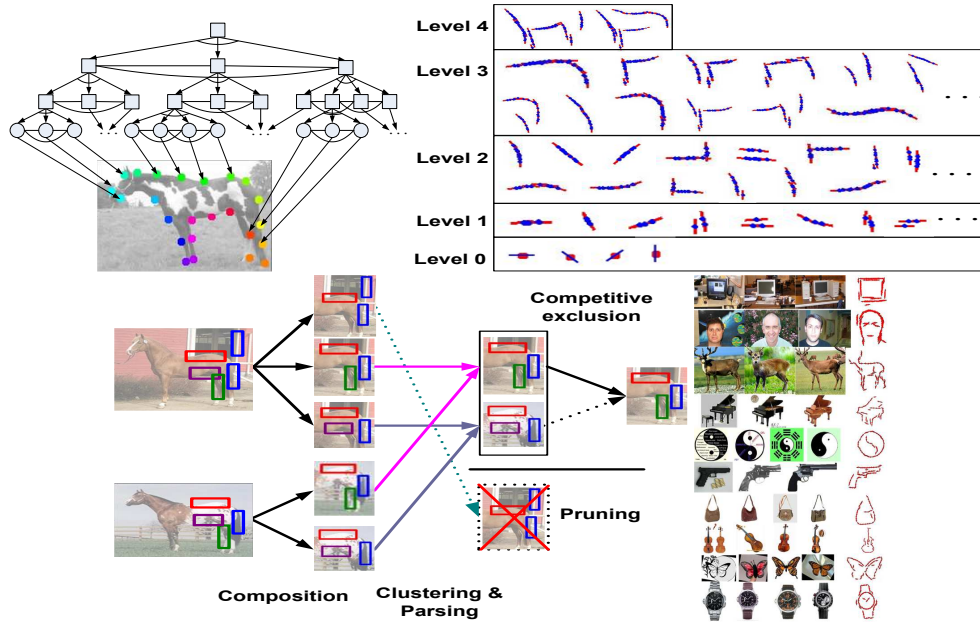 Level 4
Level 3
Level 2
Level 1
Level 0
Competitive
exclusion
Pruning
Composition
Clustering &
Parsing